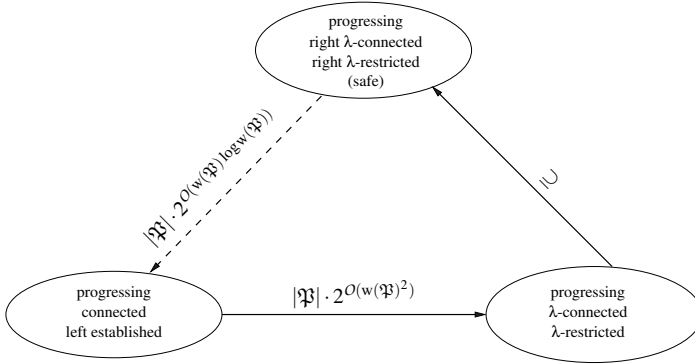 progressing
right λ-connected
right λ-restricted
(safe)
|𝔓| · 2^{O(w(𝔓) log w(𝔓))}
⊆
progressing
connected
left established
|𝔓| · 2^{O(w(𝔓)^2)}
progressing
λ-connected
λ-restricted